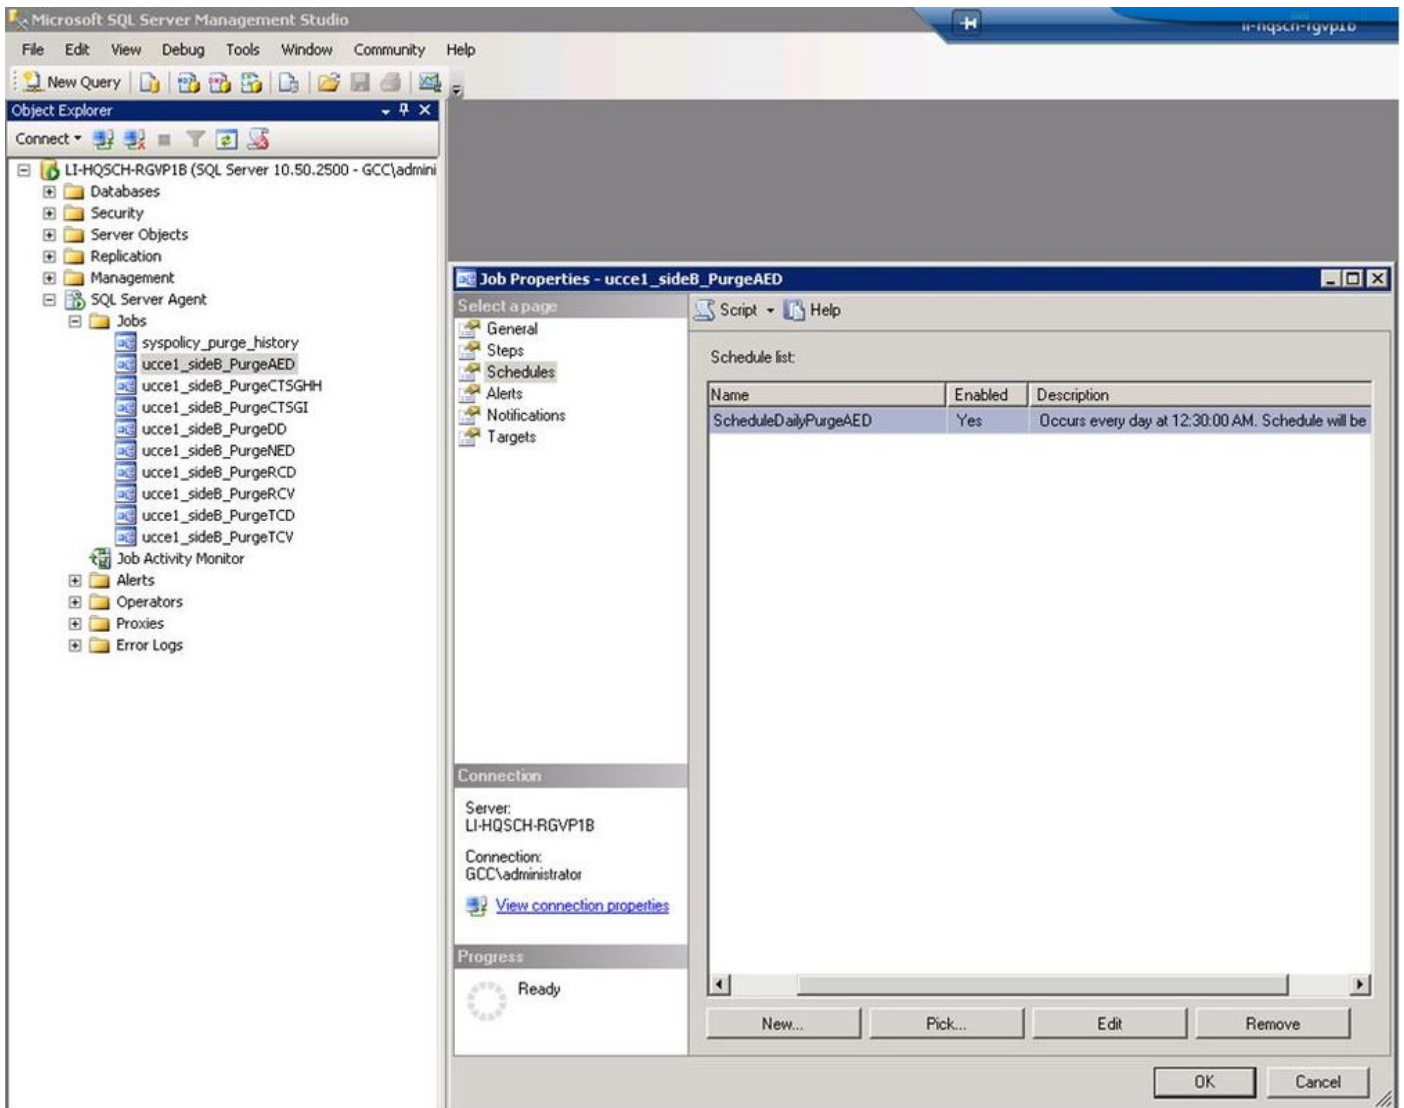 Microsoft SQL Server Management Studio
li-hqsch-rgvp1b
File Edit View Debug Tools Window Community Help
New Query
Object Explorer
Connect
LI-HQSCH-RGVP1B (SQL Server 10.50.2500 - GCC\admini
Databases
Security
Server Objects
Replication
Management
SQL Server Agent
Jobs
syspolicy_purge_history
ucce1_sideB_PurgeAED
ucce1_sideB_PurgeCTSGHH
ucce1_sideB_PurgeCTSGI
ucce1_sideB_PurgeDD
ucce1_sideB_PurgeNED
ucce1_sideB_PurgeRCD
ucce1_sideB_PurgeRCV
ucce1_sideB_PurgeTCD
ucce1_sideB_PurgeTCV
Job Activity Monitor
Alerts
Operators
Proxies
Error Logs
Job Properties - ucce1_sideB_PurgeAED
Select a page
General
Steps
Schedules
Alerts
Notifications
Targets
Connection
Server:
LI-HQSCH-RGVP1B
Connection:
GCC\administrator
View connection properties
Progress
Ready
Script Help
Schedule list:
Name Enabled Description
ScheduleDailyPurgeAED Yes Occurs every day at 12:30:00 AM. Schedule will be
New... Pick... Edit Remove
OK Cancel